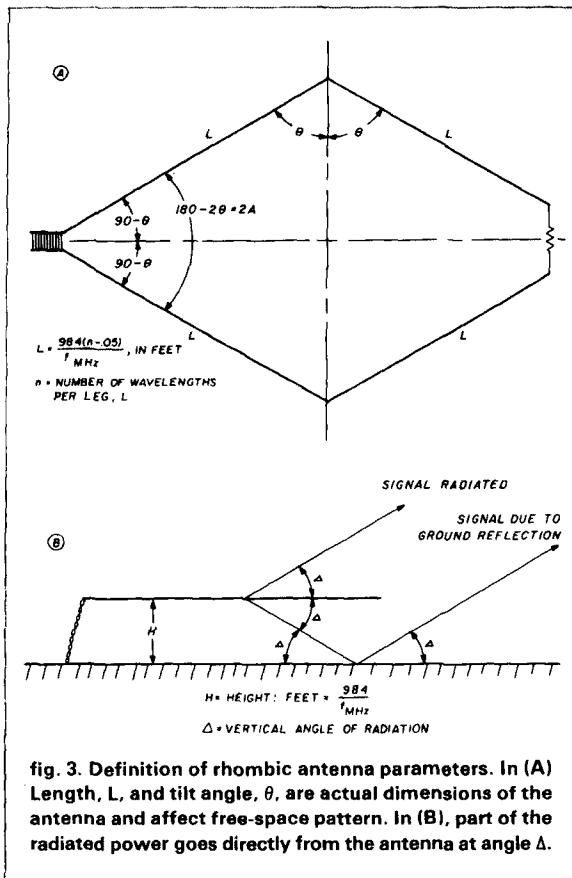 A
L
L
θ
θ
90-θ
180-2θ=2A
90-θ
L
L
L = 984(n-.05) / f MHz, IN FEET
n = NUMBER OF WAVELENGTHS
PER LEG, L
SIGNAL RADIATED
SIGNAL DUE TO
GROUND REFLECTION
B
Δ
Δ
H
Δ
Δ
H = HEIGHT: FEET = 984 / f MHz
Δ = VERTICAL ANGLE OF RADIATION
fig. 3. Definition of rhombic antenna parameters. In (A)
Length, L, and tilt angle, θ, are actual dimensions of the
antenna and affect free-space pattern. In (B), part of the
radiated power goes directly from the antenna at angle Δ.